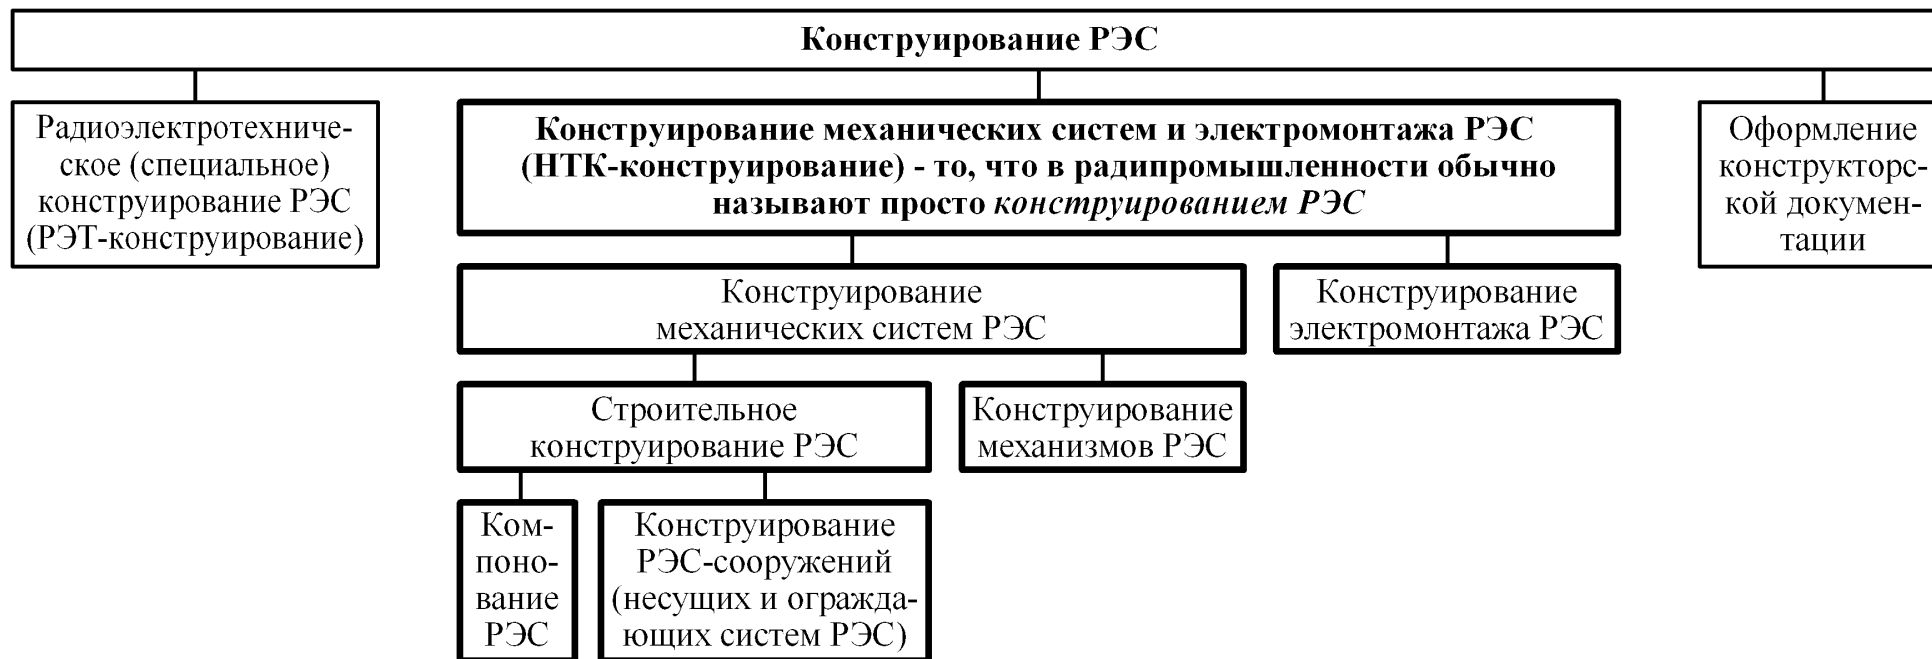 Конструирование РЭС
Радиоэлектротехниче-
ское (специальное)
конструирование РЭС
(РЭТ-конструирование)
Конструирование механических систем и электромонтажа РЭС
(НТК-конструирование) - то, что в радипромышленности обычно
называют просто конструированием РЭС
Оформление
конструкторс-
кой докумен-
тации
Конструирование
механических систем РЭС
Конструирование
электромонтажа РЭС
Строительное
конструирование РЭС
Конструирование
механизмов РЭС
Ком-
поно-
вание
РЭС
Конструирование
РЭС-сооружений
(несущих и огражда-
ющих систем РЭС)